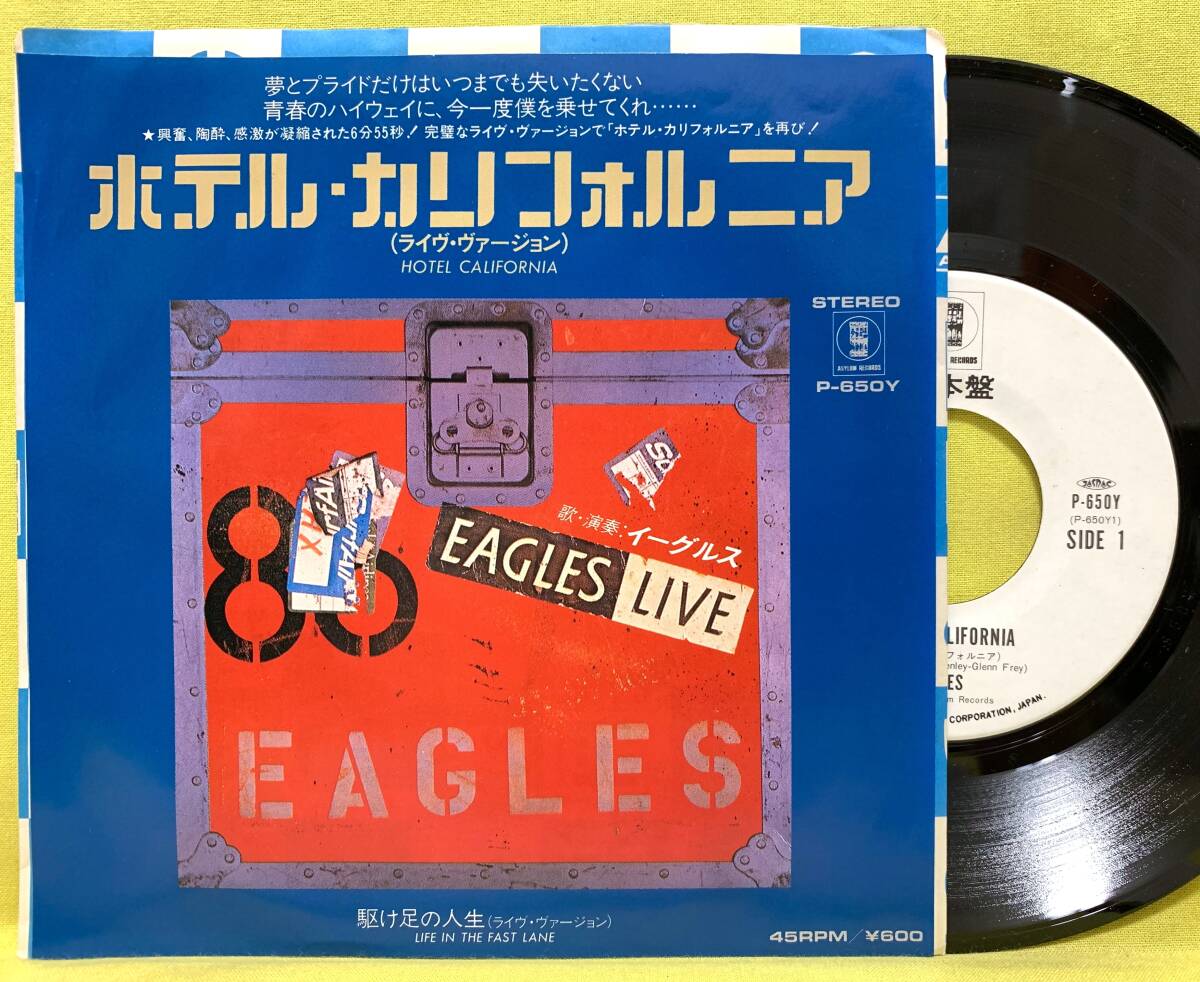 夢とプライドだけはいつまでも失いたくない
青春のハイウェイに、今一度僕を乗せてくれ……
★興奮、陶酔、感激が凝縮された6分55秒!完璧なライヴ・ヴァージョンで「ホテル・カリフォルニア」を再び!
ホテル・カリフォルニア
(ライヴ・ヴァージョン)
HOTEL CALIFORNIA
STEREO
ASYLUM RECORDS
P-650Y
80
歌・演奏:イーグルス
EAGLES LIVE
EAGLES
駆け足の人生(ライヴ・ヴァージョン)
LIFE IN THE FAST LANE
45RPM/¥600
RECORDS
本盤
JASRAC
P-650Y
(P-650Y1)
SIDE 1
LIFORNIA
フォルニア)
enley-Glenn Frey)
ES
m Records
CORPORATION, JAPAN.